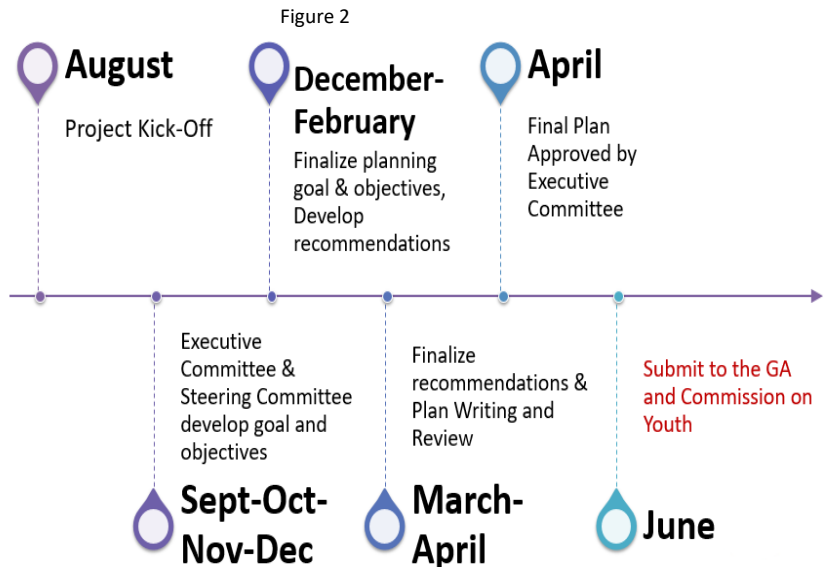 Figure 2
August
Project Kick-Off
December-
February
Finalize planning
goal & objectives,
Develop
recommendations
April
Final Plan
Approved by
Executive
Committee
Executive
Committee &
Steering Committee
develop goal and
objectives
Sept-Oct-
Nov-Dec
Finalize
recommendations &
Plan Writing and
Review
March-
April
Submit to the GA
and Commission on
Youth
June